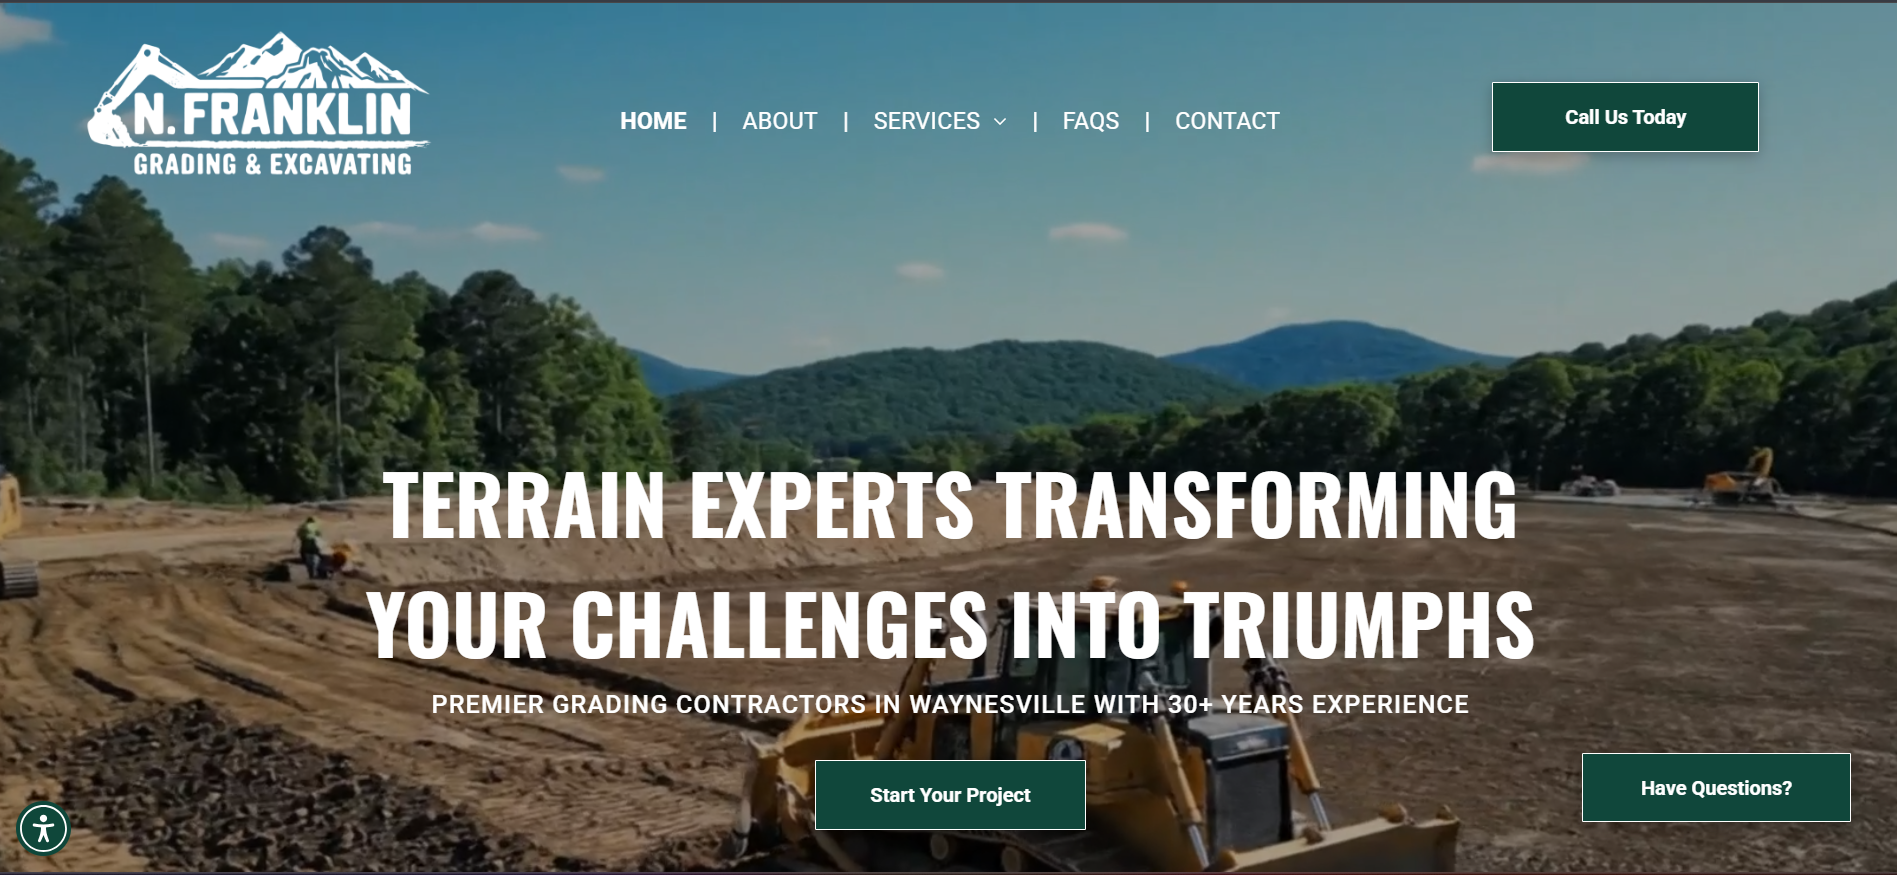 N. FRANKLIN
GRADING & EXCAVATING
HOME | ABOUT | SERVICES | FAQS | CONTACT
Call Us Today
TERRAIN EXPERTS TRANSFORMING
YOUR CHALLENGES INTO TRIUMPHS
PREMIER GRADING CONTRACTORS IN WAYNESVILLE WITH 30+ YEARS EXPERIENCE
Start Your Project
Have Questions?